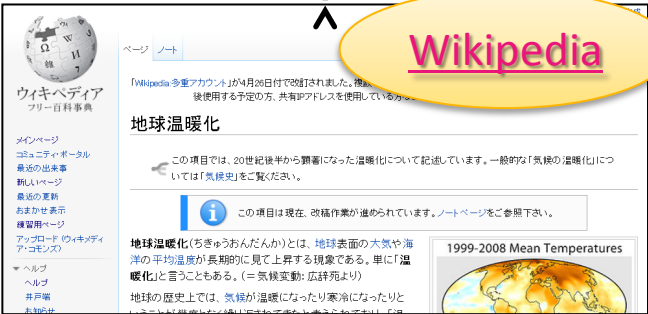 Wikipedia
ウィキペディア
フリー百科事典
メインページ
コミュニティ・ポータル
最近の出来事
新しいページ
最近の更新
おまかせ表示
練習用ページ
アップロード (ウィキメディア・コモンズ)
ヘルプ
ヘルプ
井戸端
お知らせ
ページ ノート
「Wikipedia:多重アカウント」が4月26日付で改訂されました。
後使用する予定の方、共有IPアドレスを使用している
地球温暖化
この項目では、20世紀後半から顕著になった温暖化について記述しています。一般的な「気候の温暖化」につ
いては「気候史」をご覧ください。
この項目は現在、改稿作業が進められています。ノートページをご参照下さい。
地球温暖化(ちきゅうおんだんか)とは、地球表面の大気や海
洋の平均温度が長期的に見て上昇する現象である。単に「温
暖化」と言うこともある。(=気候変動: 広辞苑より)
地球の歴史上では、気候が温暖になったり寒冷になったりと
1999-2008 Mean Temperatures